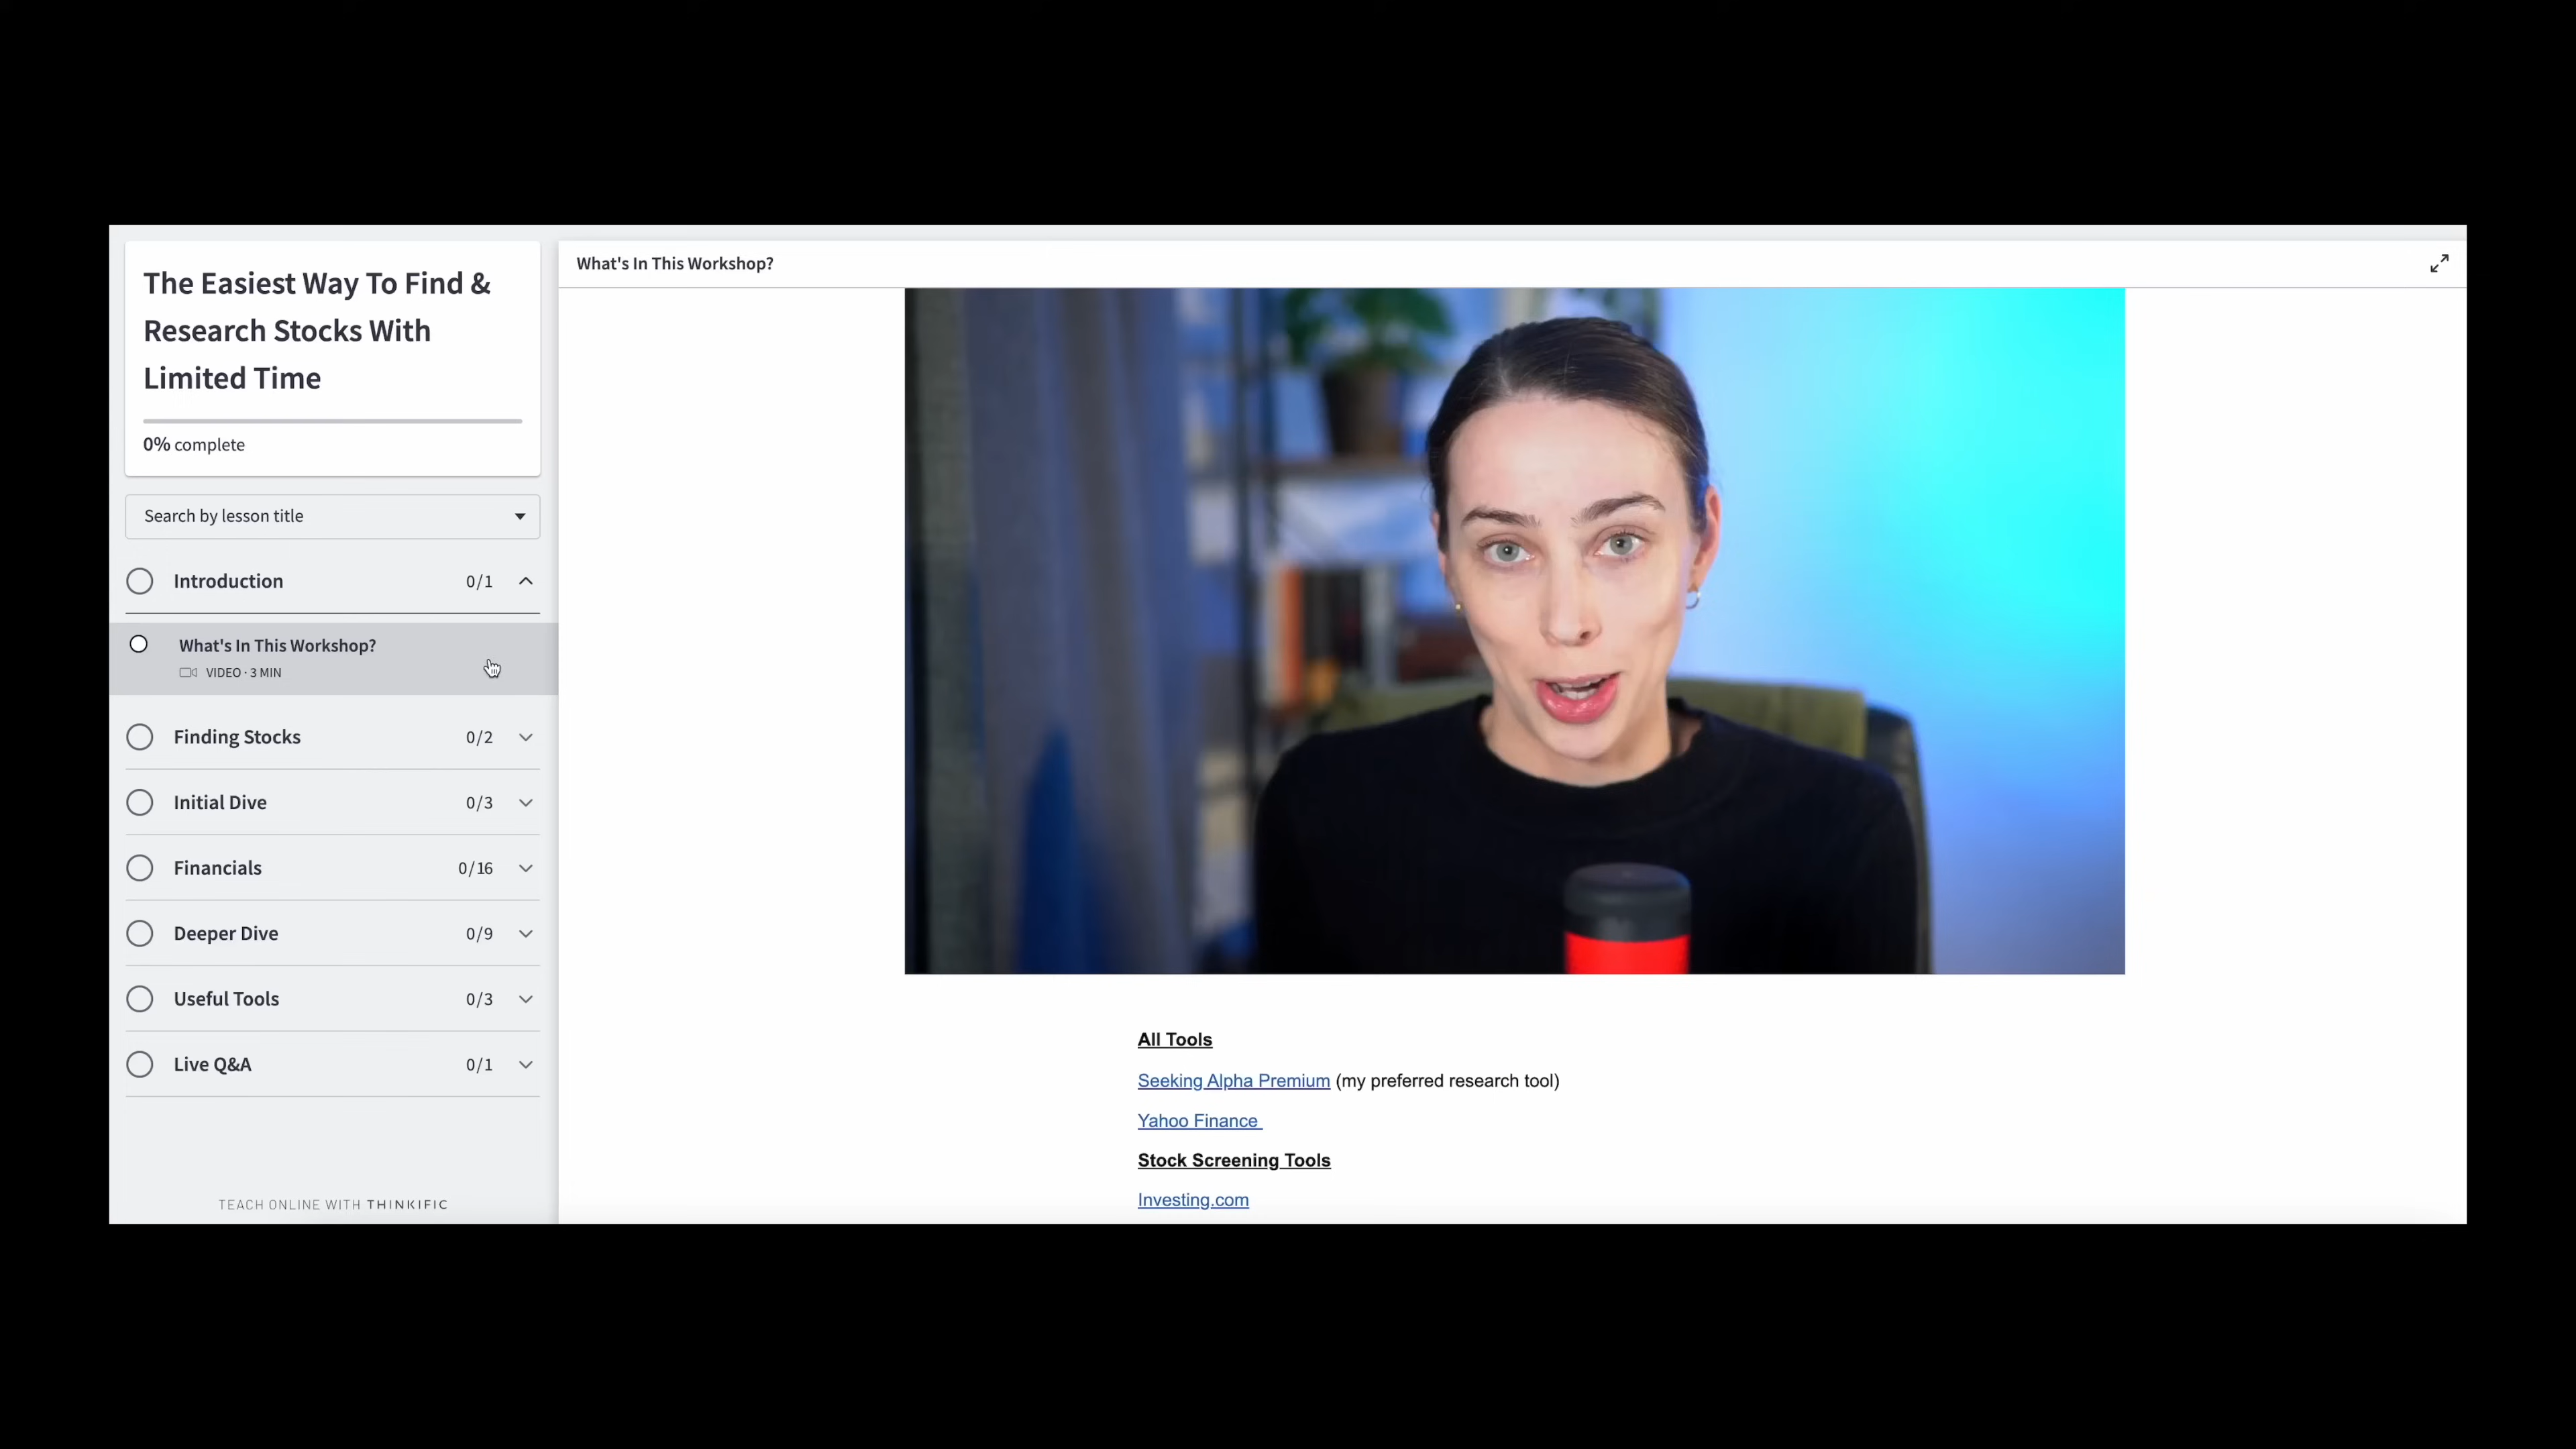 The Easiest Way To Find &
Research Stocks With
Limited Time
0% complete
Search by lesson title
Introduction 0/1
What's In This Workshop?
VIDEO · 3 MIN
Finding Stocks 0/2
Initial Dive 0/3
Financials 0/16
Deeper Dive 0/9
Useful Tools 0/3
Live Q&A 0/1
TEACH ONLINE WITH THINKIFIC
What's In This Workshop?
All Tools
Seeking Alpha Premium (my preferred research tool)
Yahoo Finance
Stock Screening Tools
Investing.com